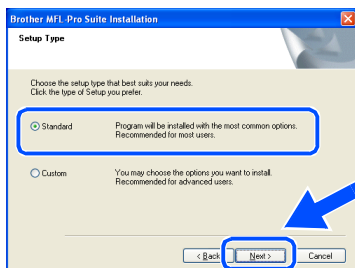 Brother MFL-Pro Suite Installation
Setup Type
Choose the setup type that best suits your needs.
Click the type of Setup you prefer.
Standard Program will be installed with the most common options.
Recommended for most users.
Custom You may choose the options you want to install.
Recommended for advanced users.
< Back Next > Cancel